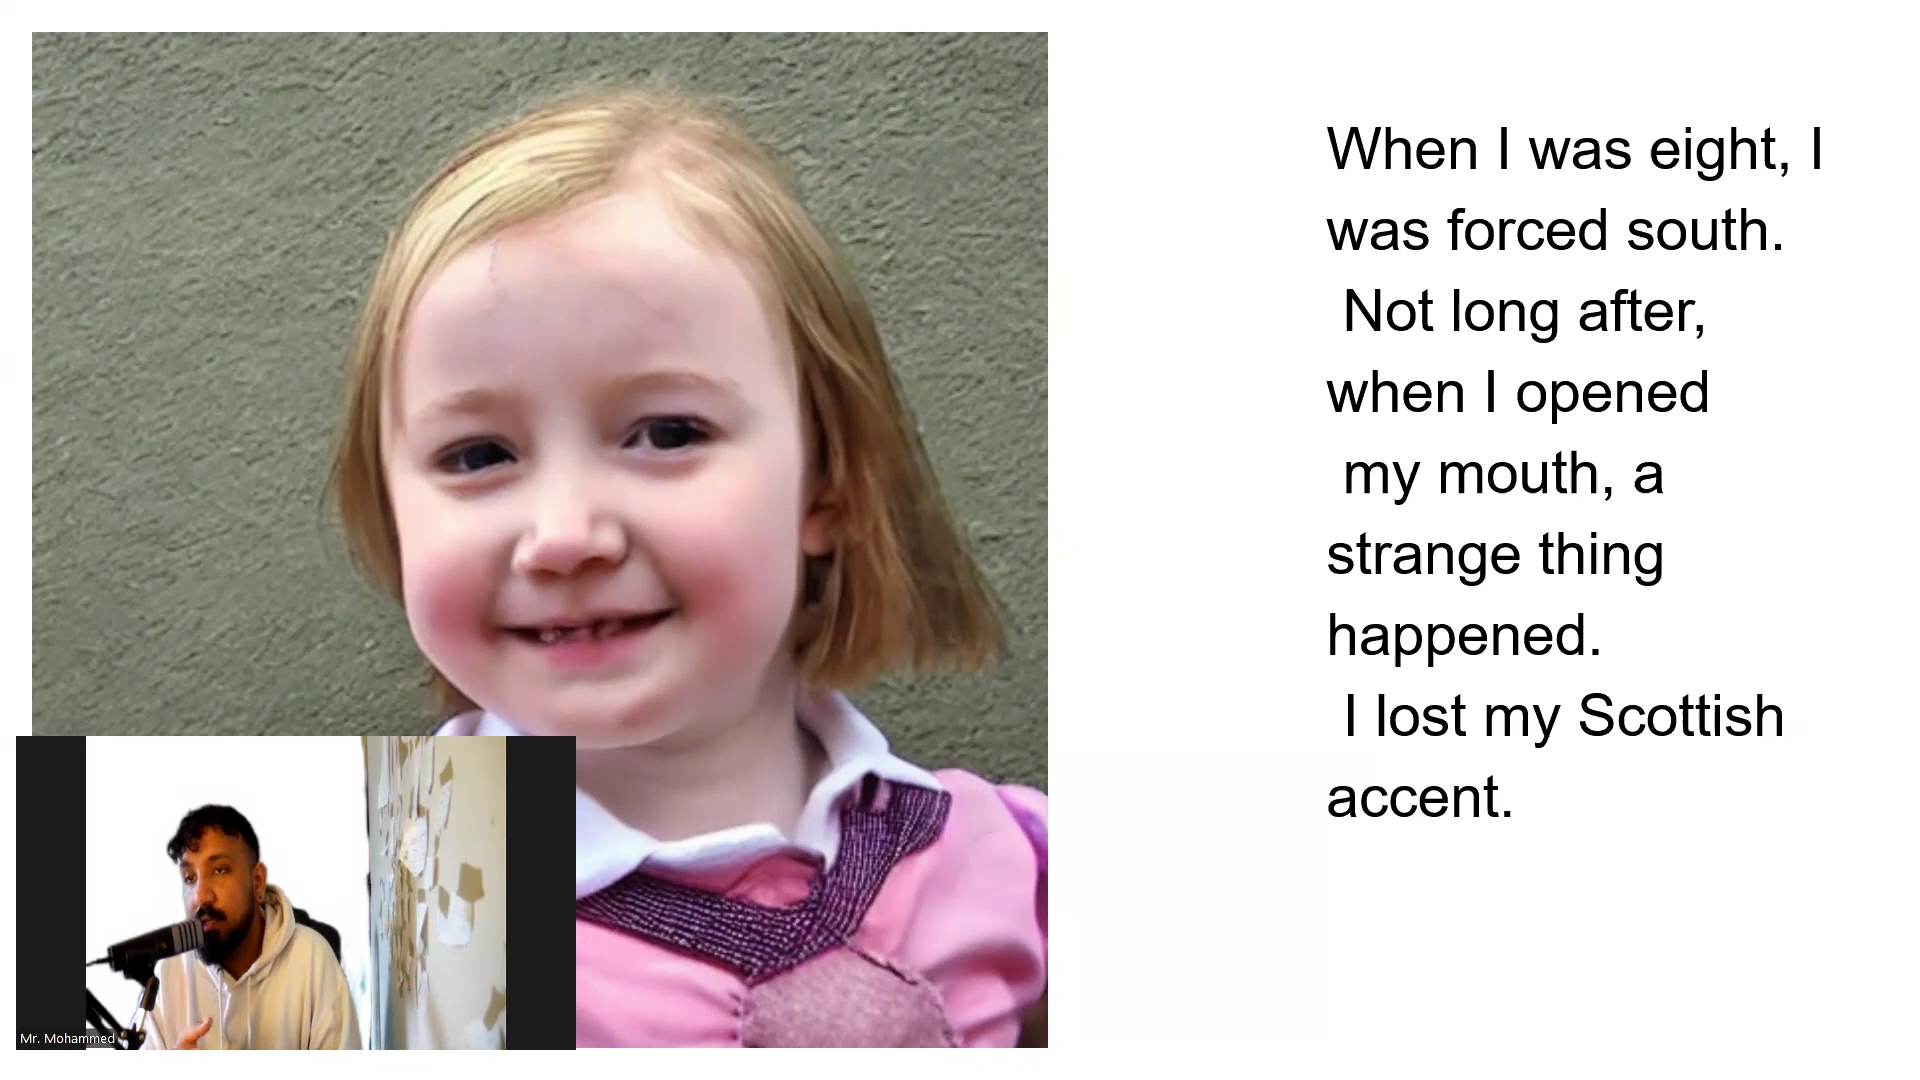 When I was eight, I
was forced south.
Not long after,
when I opened
my mouth, a
strange thing
happened.
I lost my Scottish
accent.
Mr. Mohammed